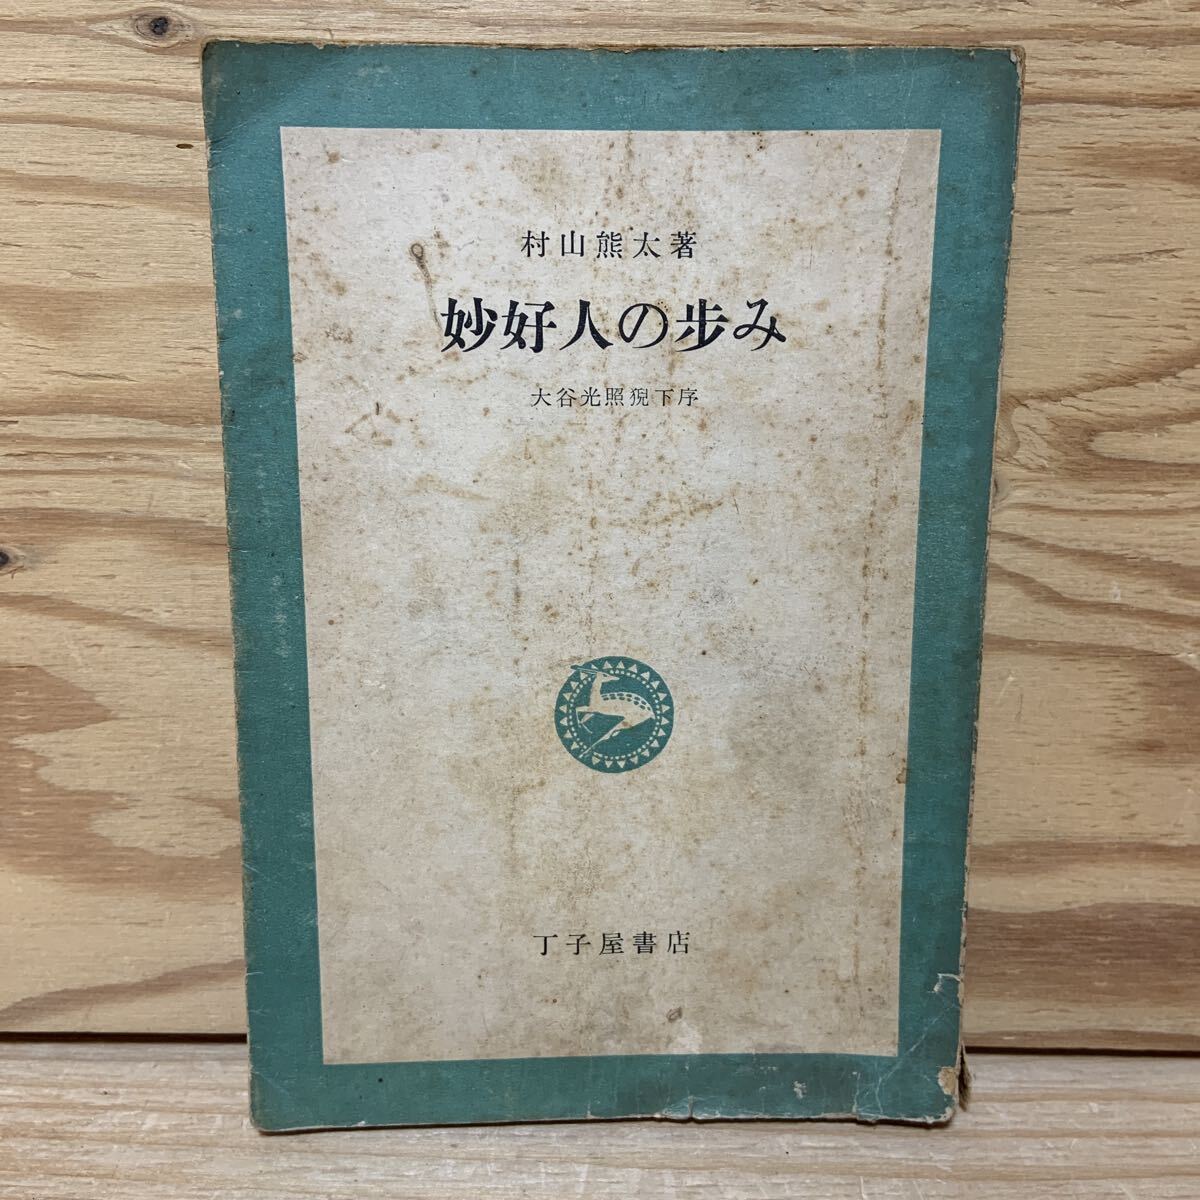 村山熊太著
妙好人の歩み
大谷光照猊下序
丁子屋書店